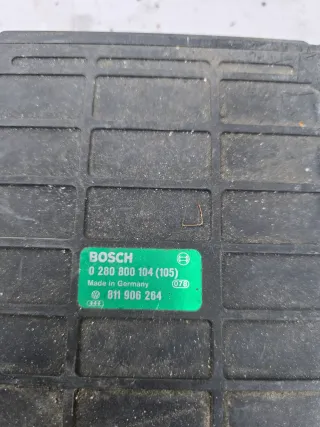 BOSCH
0 280 800 104 (105)
Made in Germany 078
811 906 264